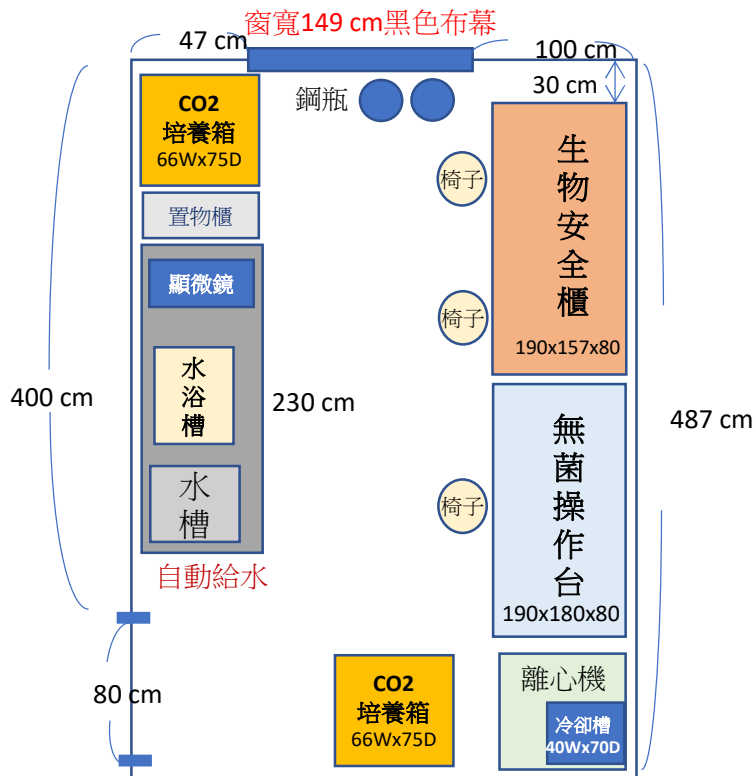 窗寬149 cm黑色布幕
47 cm
100 cm
30 cm
鋼瓶
CO2
培養箱
66Wx75D
置物櫃
顯微鏡
水
浴
槽
水
槽
自動給水
400 cm
230 cm
80 cm
椅子
椅子
椅子
生
物
安
全
櫃
190x157x80
無
菌
操
作
台
190x180x80
487 cm
CO2
培養箱
66Wx75D
離心機
冷卻槽
40Wx70D